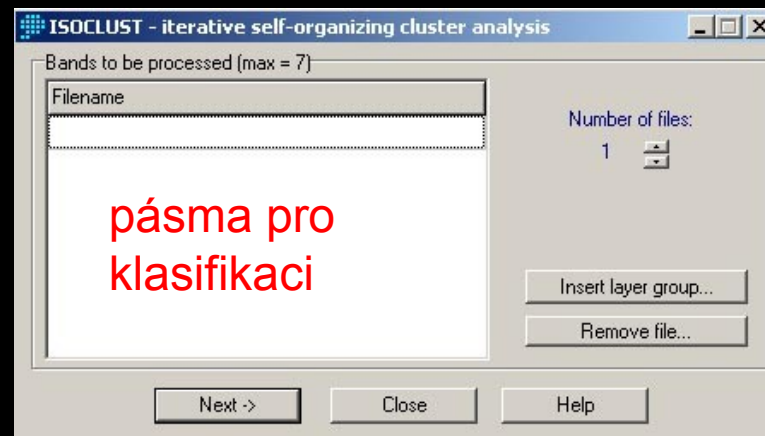 ISOCLUST - iterative self-organizing cluster analysis
Bands to be processed (max = 7)
Filename
Number of files:
1
pásma pro
klasifikaci
Insert layer group...
Remove file...
Next ->
Close
Help